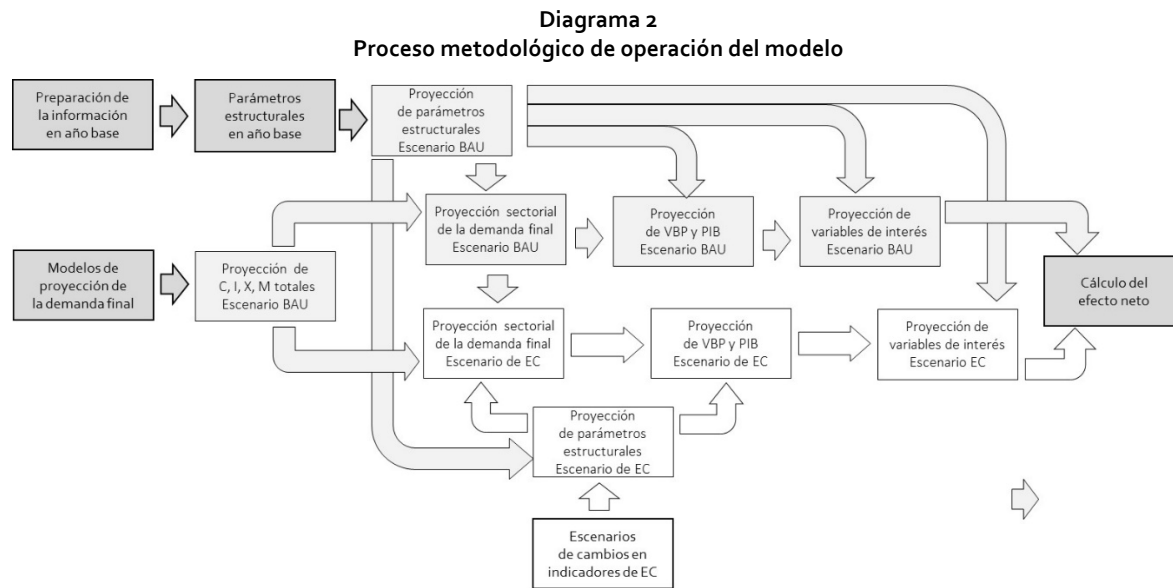 Diagrama 2
Proceso metodológico de operación del modelo
Preparación de
la información
en año base
Parámetros
estructurales
en año base
Proyección
de parámetros
estructurales
Escenario BAU
Proyección sectorial
de la demanda final
Escenario BAU
Proyección
de VBP y PIB
Escenario BAU
Proyección de
variables de interés
Escenario BAU
Modelos de
proyección de
la demanda final
Proyección de
C, I, X, M totales
Escenario BAU
Cálculo del
efecto neto
Proyección sectorial
de la demanda final
Escenario de EC
Proyección
de VBP y PIB
Escenario de EC
Proyección de
variables de interés
Escenario EC
Proyección
de parámetros
estructurales
Escenario de EC
Escenarios
de cambios en
indicadores de EC